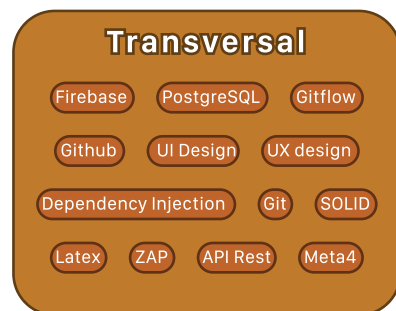 Transversal
Firebase PostgreSQL Gitflow
Github UI Design UX design
Dependency Injection Git SOLID
Latex ZAP API Rest Meta4